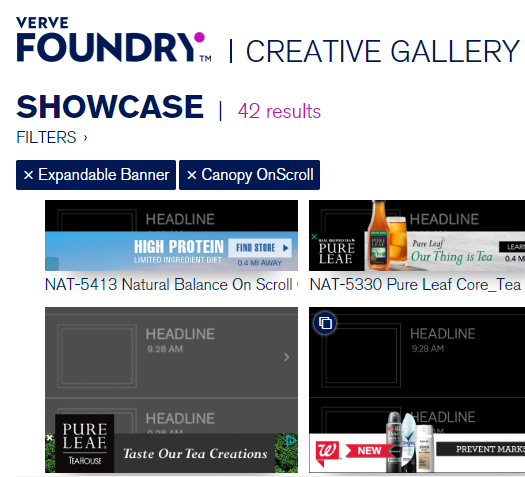 VERVE
FOUNDRY™ | CREATIVE GALLERY
SHOWCASE | 42 results
FILTERS ›
× Expandable Banner × Canopy OnScroll
HEADLINE
HIGH PROTEIN
LIMITED INGREDIENT DIET
FIND STORE
0.4 MI AWAY
NAT-5413 Natural Balance On Scroll
HEADLINE
PURE
LEAF
Pure Leaf
Our Thing is Tea
LEAR
0.4 M
NAT-5330 Pure Leaf Core_Tea
HEADLINE
9.28 AM
HEADLINE
9.28 AM
PURE
LEAF
TEAHOUSE
Taste Our Tea Creations
HEADLINE
9:28 AM
HEADLINE
W NEW
PREVENT MARKS